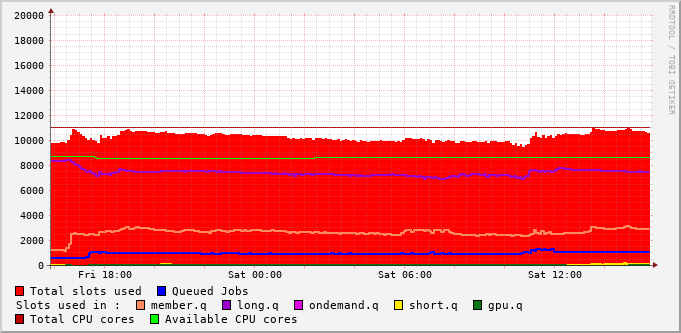 RRDTOOL / TOBI OETIKER
20000
18000
16000
14000
12000
10000
8000
6000
4000
2000
0
Fri 18:00 Sat 00:00 Sat 06:00 Sat 12:00
Total slots used Queued Jobs
Slots used in : member.q long.q ondemand.q short.q gpu.q
Total CPU cores Available CPU cores